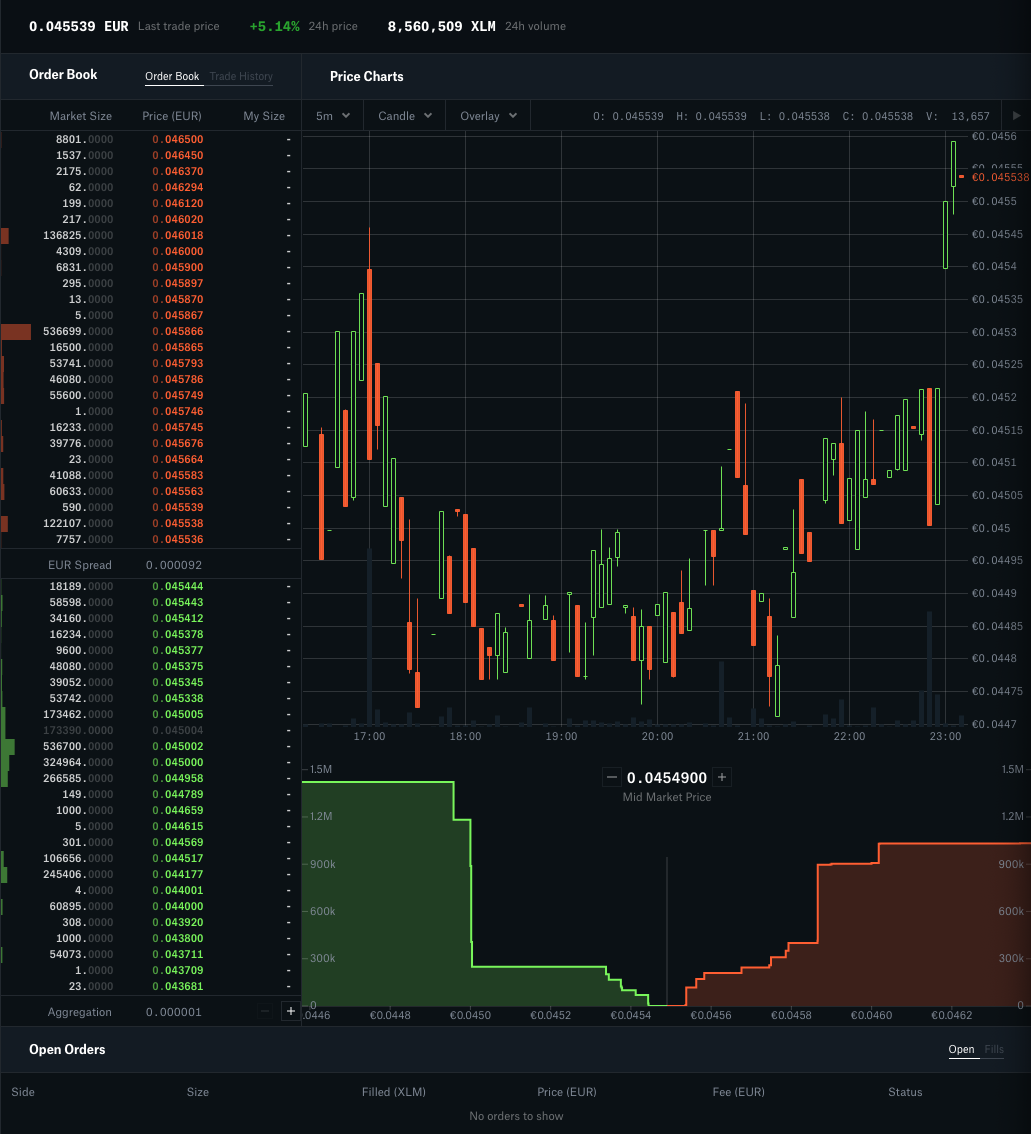 0.045539 EUR Last trade price +5.14% 24h price 8,560,509 XLM 24h volume
Order Book Order Book Trade History
Price Charts
Market Size Price (EUR) My Size
5m Candle Overlay O: 0.045539 H: 0.045539 L: 0.045538 C: 0.045538 V: 13,657
8801.0000 0.046500 -
1537.0000 0.046450 -
2175.0000 0.046370 -
62.0000 0.046294 -
199.0000 0.046120 -
217.0000 0.046020 -
136825.0000 0.046018 -
4309.0000 0.046000 -
6831.0000 0.045900 -
295.0000 0.045897 -
13.0000 0.045870 -
5.0000 0.045867 -
536699.0000 0.045866 -
16500.0000 0.045865 -
53741.0000 0.045793 -
46080.0000 0.045786 -
55600.0000 0.045749 -
1.0000 0.045746 -
16233.0000 0.045745 -
39776.0000 0.045676 -
23.0000 0.045664 -
41088.0000 0.045583 -
60633.0000 0.045563 -
590.0000 0.045539 -
122107.0000 0.045538 -
7757.0000 0.045536 -
EUR Spread 0.000092
18189.0000 0.045444 -
58598.0000 0.045443 -
34160.0000 0.045412 -
16234.0000 0.045378 -
9600.0000 0.045377 -
48080.0000 0.045375 -
39052.0000 0.045345 -
53742.0000 0.045338 -
173462.0000 0.045005 -
173390.0000 0.045004 -
536700.0000 0.045002 -
324964.0000 0.045000 -
266585.0000 0.044958 -
149.0000 0.044789 -
1000.0000 0.044659 -
5.0000 0.044615 -
301.0000 0.044569 -
106656.0000 0.044517 -
245406.0000 0.044177 -
4.0000 0.044001 -
60895.0000 0.044000 -
308.0000 0.043920 -
1000.0000 0.043800 -
54073.0000 0.043711 -
1.0000 0.043709 -
23.0000 0.043681 -
Aggregation 0.000001 - +
€0.0456
€0.045538
€0.0455
€0.04545
€0.0454
€0.04535
€0.0453
€0.04525
€0.0452
€0.04515
€0.0451
€0.04505
€0.045
€0.04495
€0.0449
€0.04485
€0.0448
€0.04475
€0.0447
17:00 18:00 19:00 20:00 21:00 22:00 23:00
1.5M − 0.0454900 + 1.5M
Mid Market Price
1.2M 1.2M
900k 900k
600k 600k
300k 300k
0 0
.0446 €0.0448 €0.0450 €0.0452 €0.0454 €0.0456 €0.0458 €0.0460 €0.0462
Open Orders Open Fills
Side Size Filled (XLM) Price (EUR) Fee (EUR) Status
No orders to show